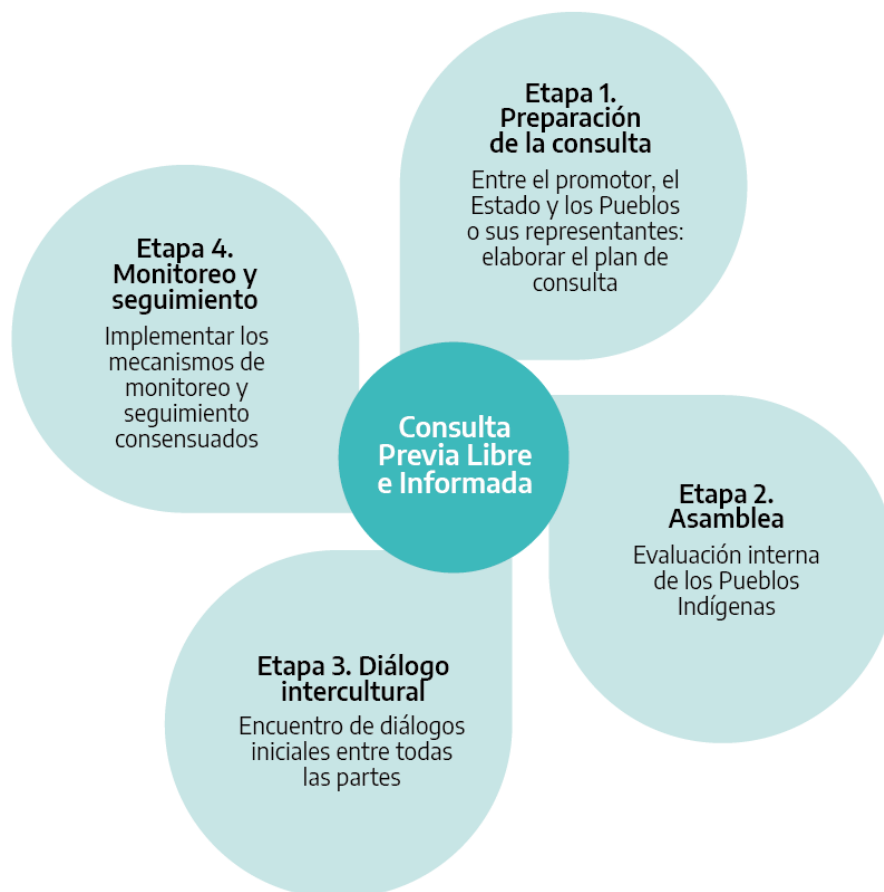 Etapa 1.
Preparación
de la consulta
Entre el promotor, el
Estado y los Pueblos
o sus representantes:
elaborar el plan de
consulta
Etapa 4.
Monitoreo y
seguimiento
Implementar los
mecanismos de
monitoreo y
seguimiento
consensuados
Consulta
Previa Libre
e Informada
Etapa 2.
Asamblea
Evaluación interna
de los Pueblos
Indígenas
Etapa 3. Diálogo
intercultural
Encuentro de diálogos
iniciales entre todas
las partes